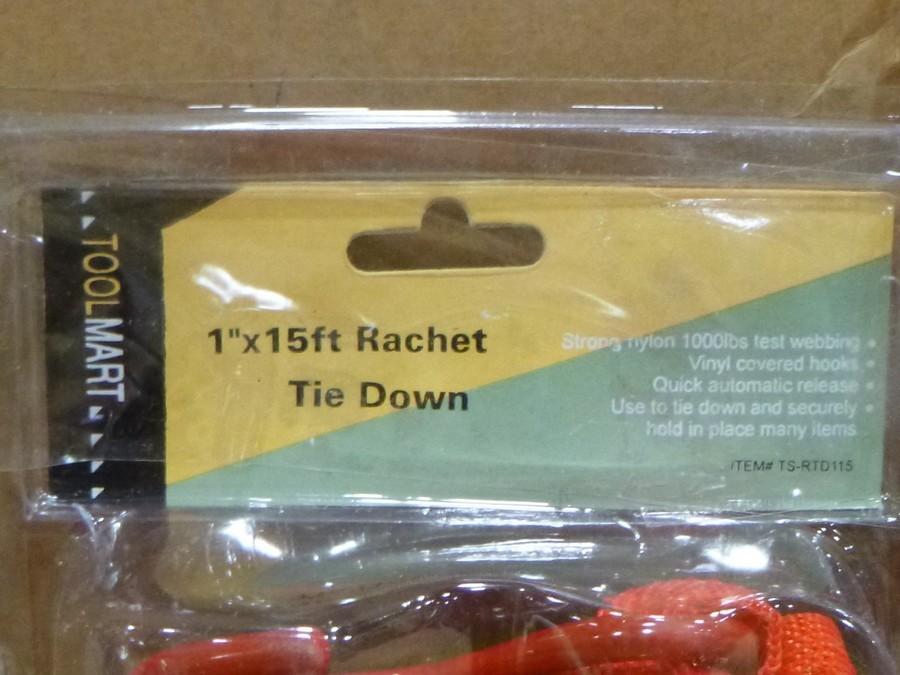 TOOLMART
1"x15ft Rachet
Tie Down
Strong nylon 1000lbs test webbing •
Vinyl covered hooks •
Quick automatic release •
Use to tie down and securely •
hold in place many items
ITEM# TS-RTD115